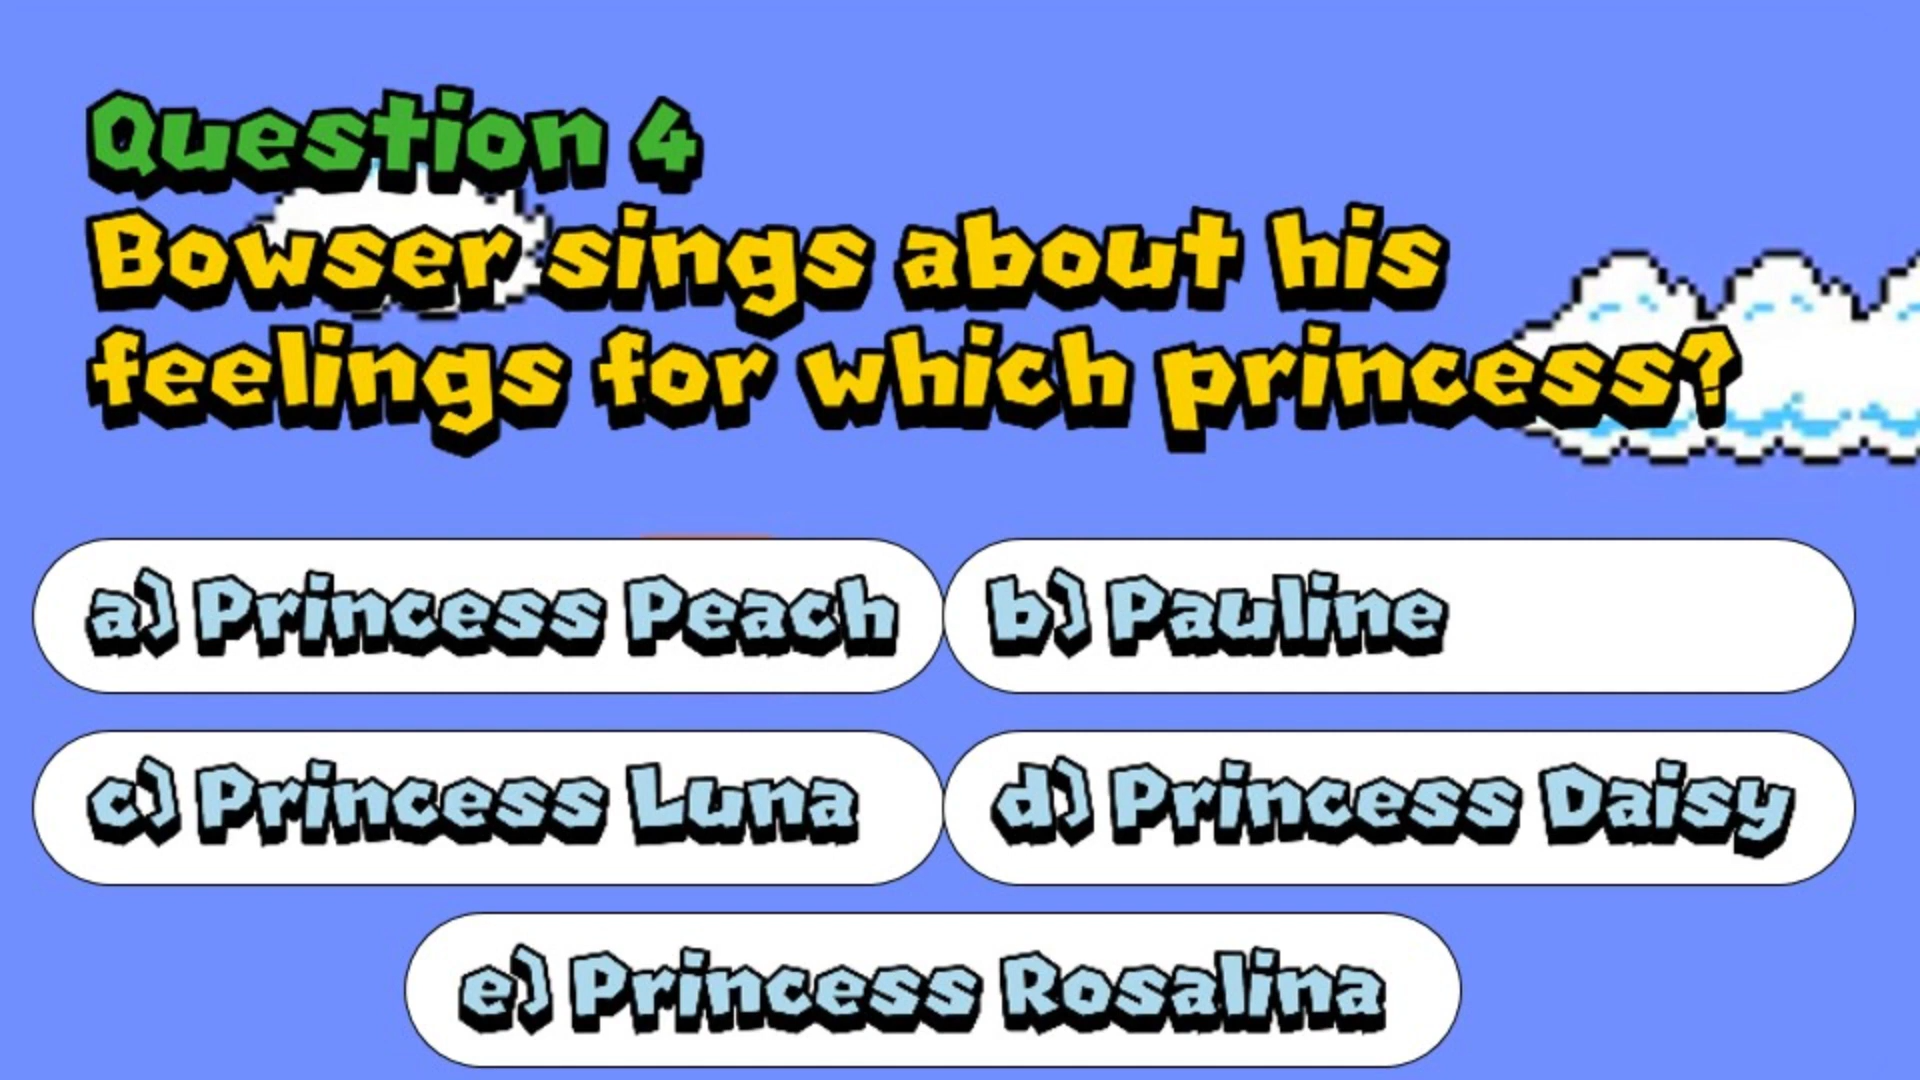 Question 4
Bowser sings about his
feelings for which princess?
a) Princess Peach
b) Pauline
c) Princess Luna
d) Princess Daisy
e) Princess Rosalina